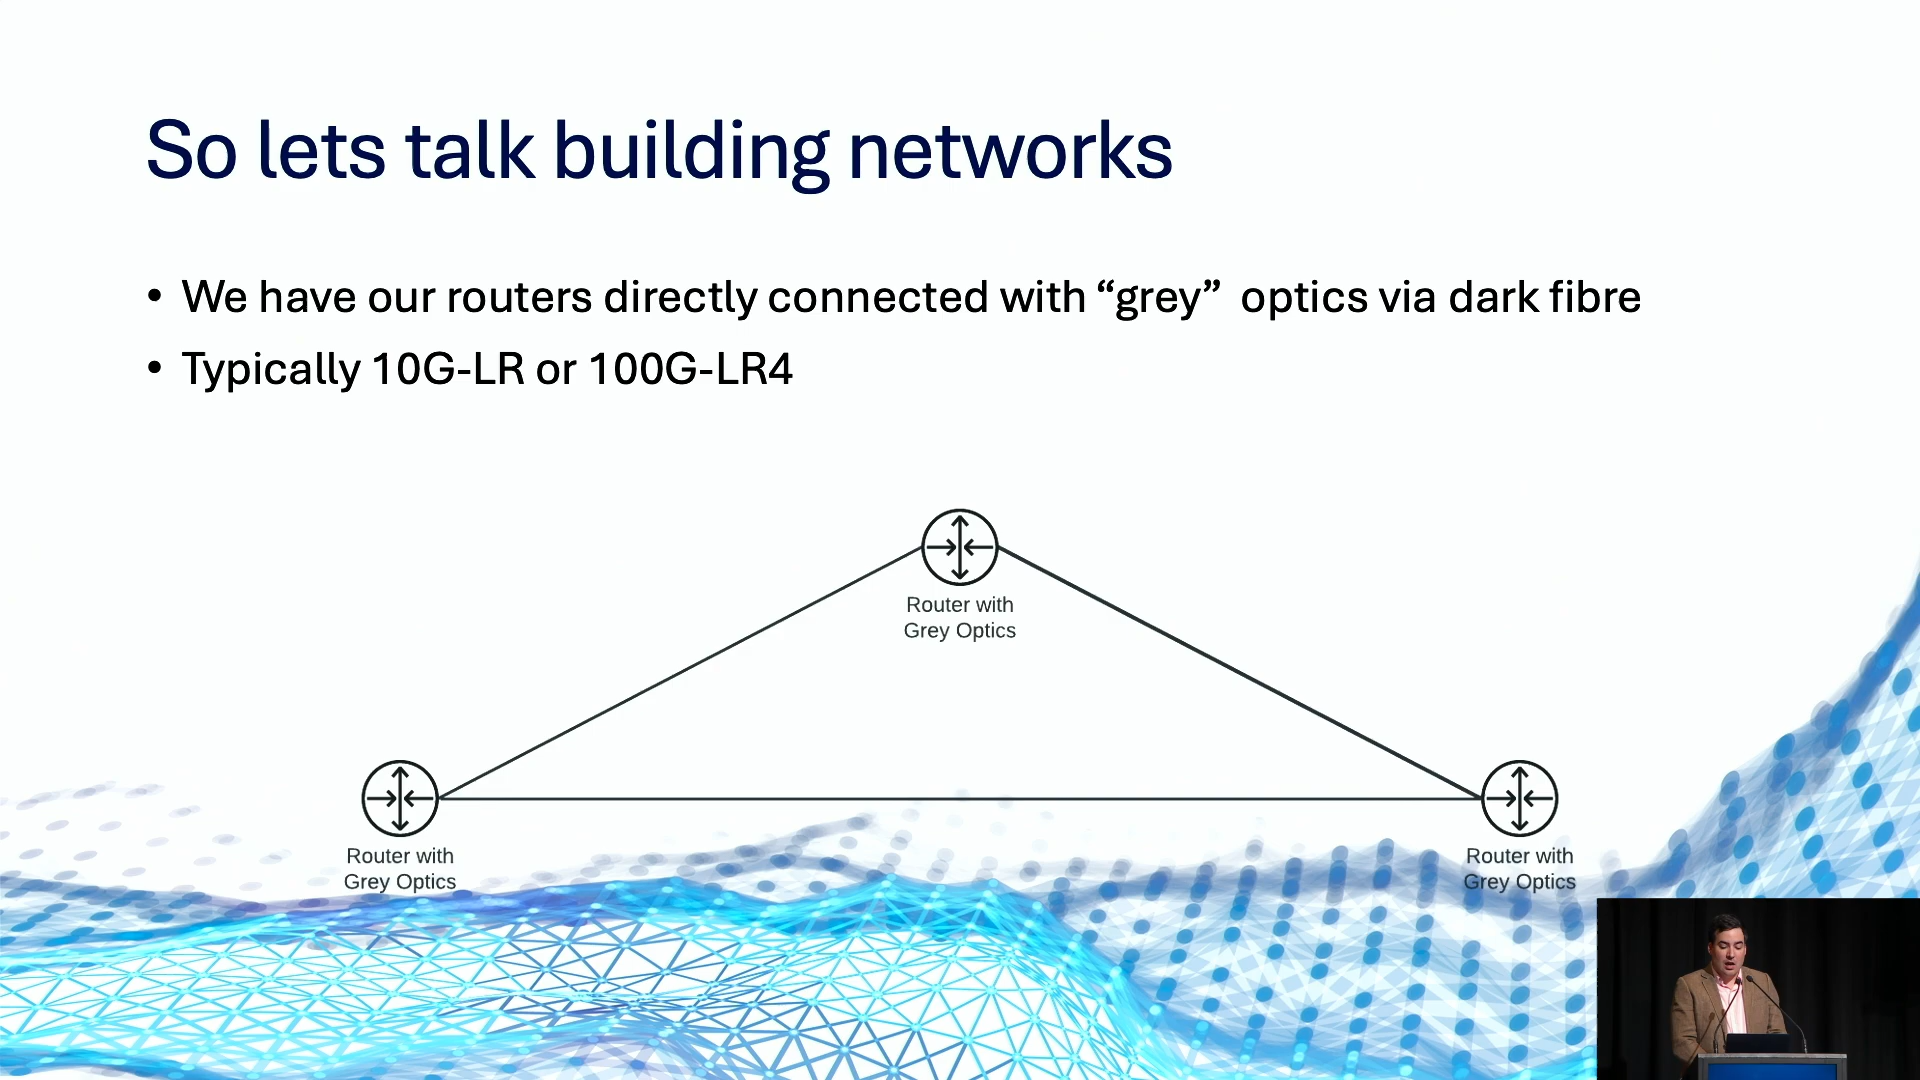 So lets talk building networks
• We have our routers directly connected with “grey” optics via dark fibre
• Typically 10G-LR or 100G-LR4
Router with
Grey Optics
Router with
Grey Optics
Router with
Grey Optics